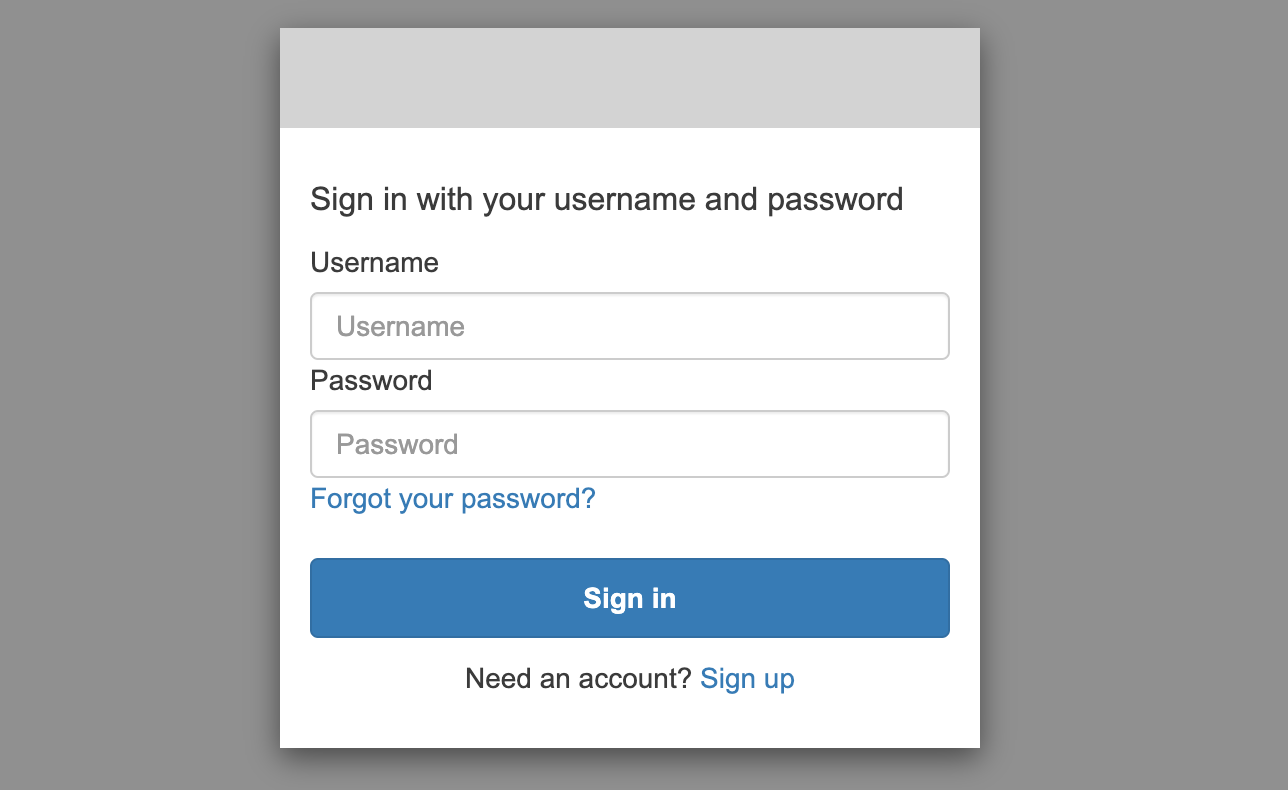 Sign in with your username and password
Username
Username
Password
Password
Forgot your password?
Sign in
Need an account? Sign up